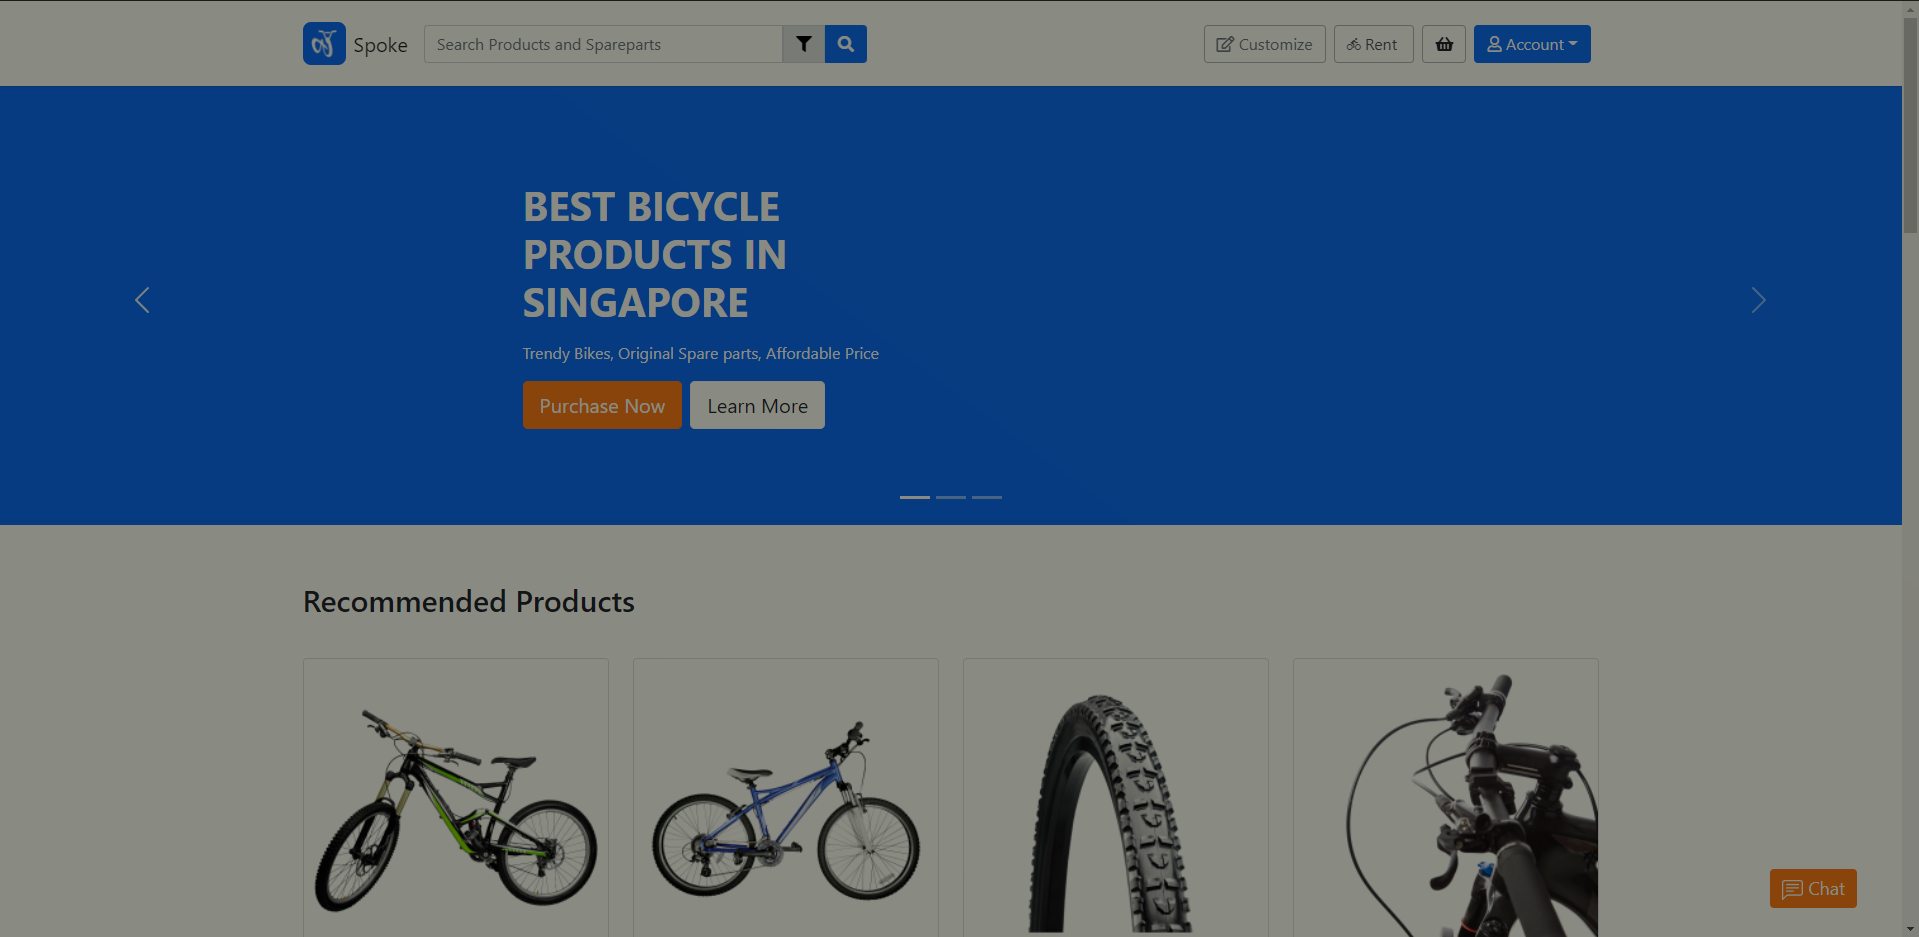 Spoke
Search Products and Spareparts
Customize
Rent
Account
BEST BICYCLE
PRODUCTS IN
SINGAPORE
Trendy Bikes, Original Spare parts, Affordable Price
Purchase Now
Learn More
Recommended Products
Chat